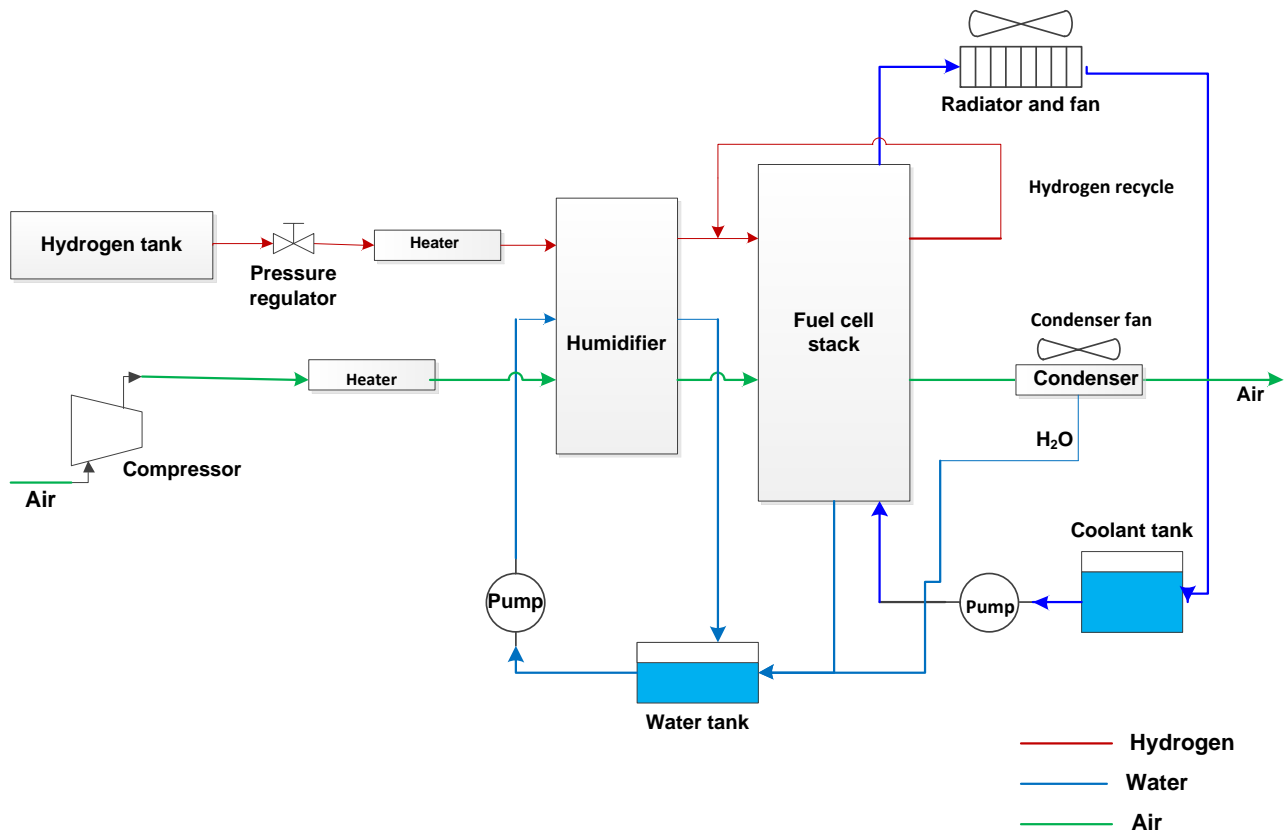 Radiator and fan
Hydrogen recycle
Hydrogen tank
Heater
Pressure
regulator
Fuel cell
stack
Condenser fan
Humidifier
Heater
Condenser
Air
H₂O
Compressor
Air
Coolant tank
Pump
Pump
Water tank
Hydrogen
Water
Air